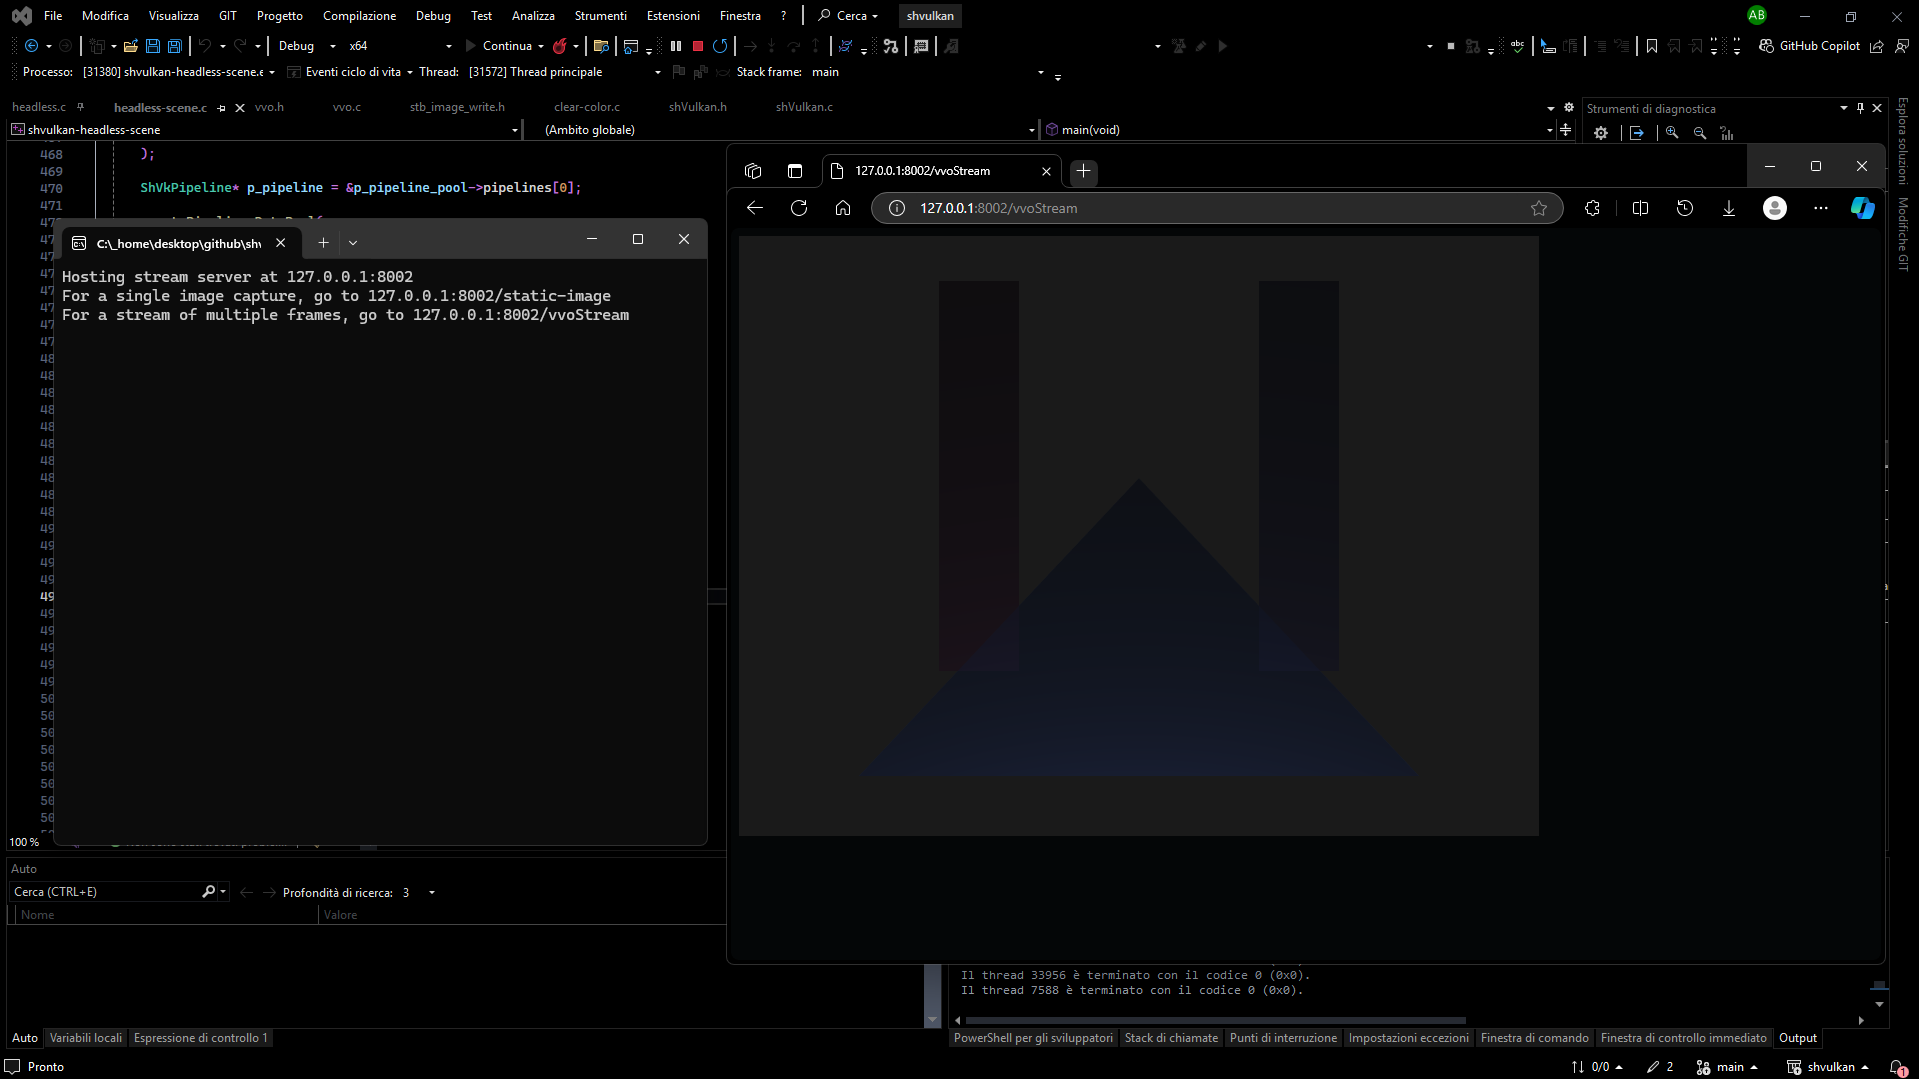 File Modifica Visualizza GIT Progetto Compilazione Debug Test Analizza Strumenti Estensioni Finestra ? Cerca shvulkan AB
Debug x64 Continua GitHub Copilot
Processo: [31380] shvulkan-headless-scene.e Eventi ciclo di vita Thread: [31572] Thread principale Stack frame: main
headless.c headless-scene.c vvo.h vvo.c stb_image_write.h clear-color.c shVulkan.h shVulkan.c
Strumenti di diagnostica
Esplora soluzioni
Modifiche GIT
shvulkan-headless-scene (Ambito globale) main(void)
468 );
469
470 ShVkPipeline* p_pipeline = &p_pipeline_pool->pipelines[0];
471
C:\_home\desktop\github\shv
Hosting stream server at 127.0.0.1:8002
For a single image capture, go to 127.0.0.1:8002/static-image
For a stream of multiple frames, go to 127.0.0.1:8002/vvoStream
127.0.0.1:8002/vvoStream
127.0.0.1:8002/vvoStream
100 %
Auto
Cerca (CTRL+E) Profondità di ricerca: 3
Nome Valore
Il thread 33956 è terminato con il codice 0 (0x0).
Il thread 7588 è terminato con il codice 0 (0x0).
Auto Variabili locali Espressione di controllo 1
PowerShell per gli sviluppatori Stack di chiamate Punti di interruzione Impostazioni eccezioni Finestra di comando Finestra di controllo immediato Output
Pronto 0/0 2 main shvulkan 1